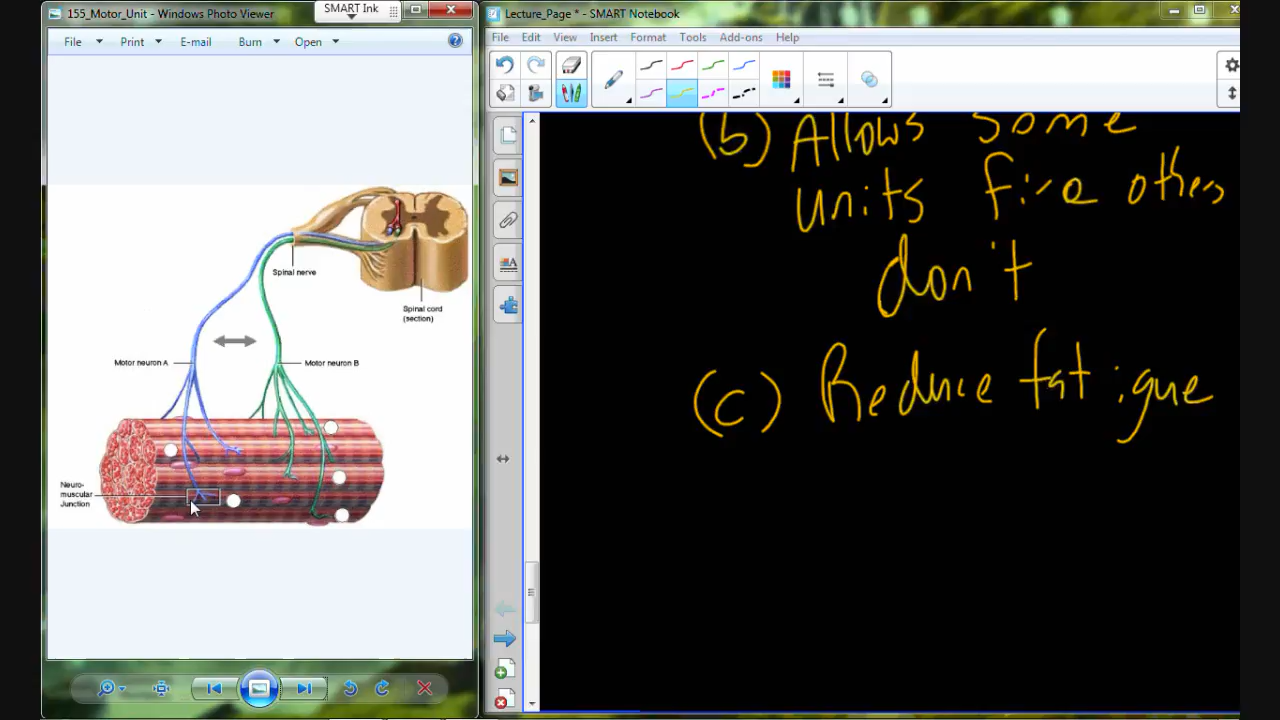 155_Motor_Unit - Windows Photo Viewer
SMART Ink
File
Print
E-mail
Burn
Open
Spinal nerve
Spinal cord
(section)
Motor neuron A
Motor neuron B
Neuro-
muscular
Junction
Lecture_Page * - SMART Notebook
File Edit View Insert Format Tools Add-ons Help
(b) Allows some
units fire others
don't
(c) Reduce fatigue